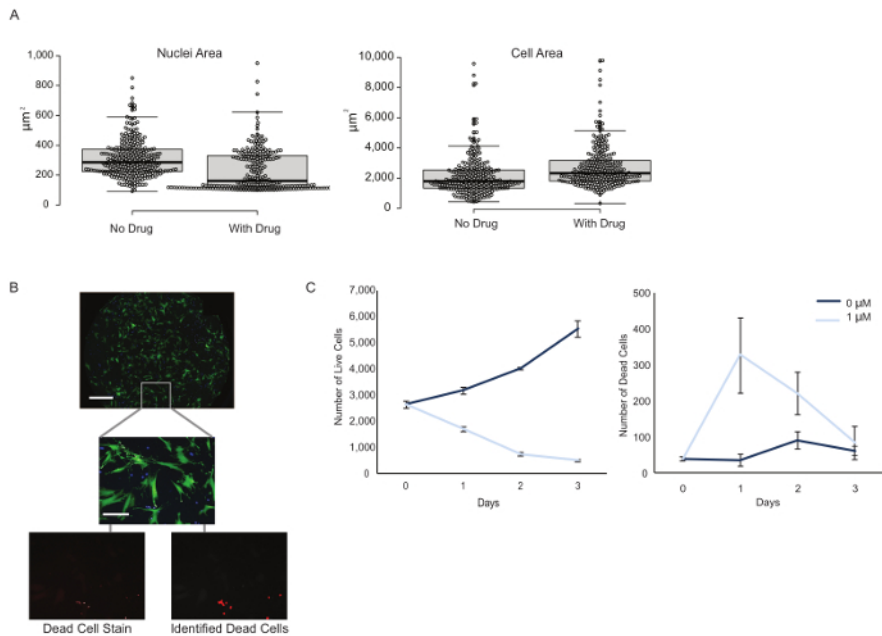 A
Nuclei Area
1,000
800
600
400
200
0
µm²
No Drug
With Drug
Cell Area
10,000
8,000
6,000
4,000
2,000
0
µm²
No Drug
With Drug
B
Dead Cell Stain
Identified Dead Cells
C
7,000
6,000
5,000
4,000
3,000
2,000
1,000
0
Number of Live Cells
0 1 2 3
Days
500
400
300
200
100
0
Number of Dead Cells
0 1 2 3
Days
0 µM
1 µM